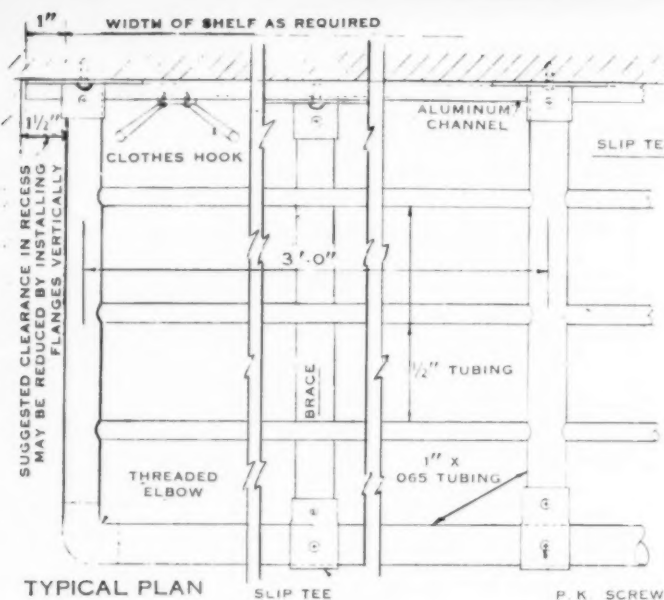 1" WIDTH OF SHELF AS REQUIRED
ALUMINUM
CHANNEL
1½"
CLOTHES HOOK
SLIP TE
SUGGESTED CLEARANCE IN RECESS
MAY BE REDUCED BY INSTALLING
FLANGES VERTICALLY
3'-0"
½" TUBING
BRACE
THREADED
ELBOW
1" X
065 TUBING
TYPICAL PLAN
SLIP TEE
P. K. SCREW